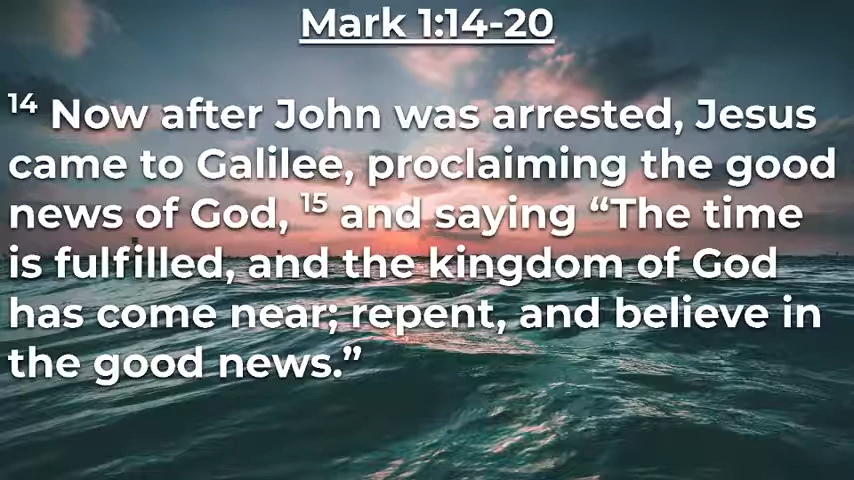 Mark 1:14-20
14 Now after John was arrested, Jesus
came to Galilee, proclaiming the good
news of God, 15 and saying “The time
is fulfilled, and the kingdom of God
has come near; repent, and believe in
the good news.”